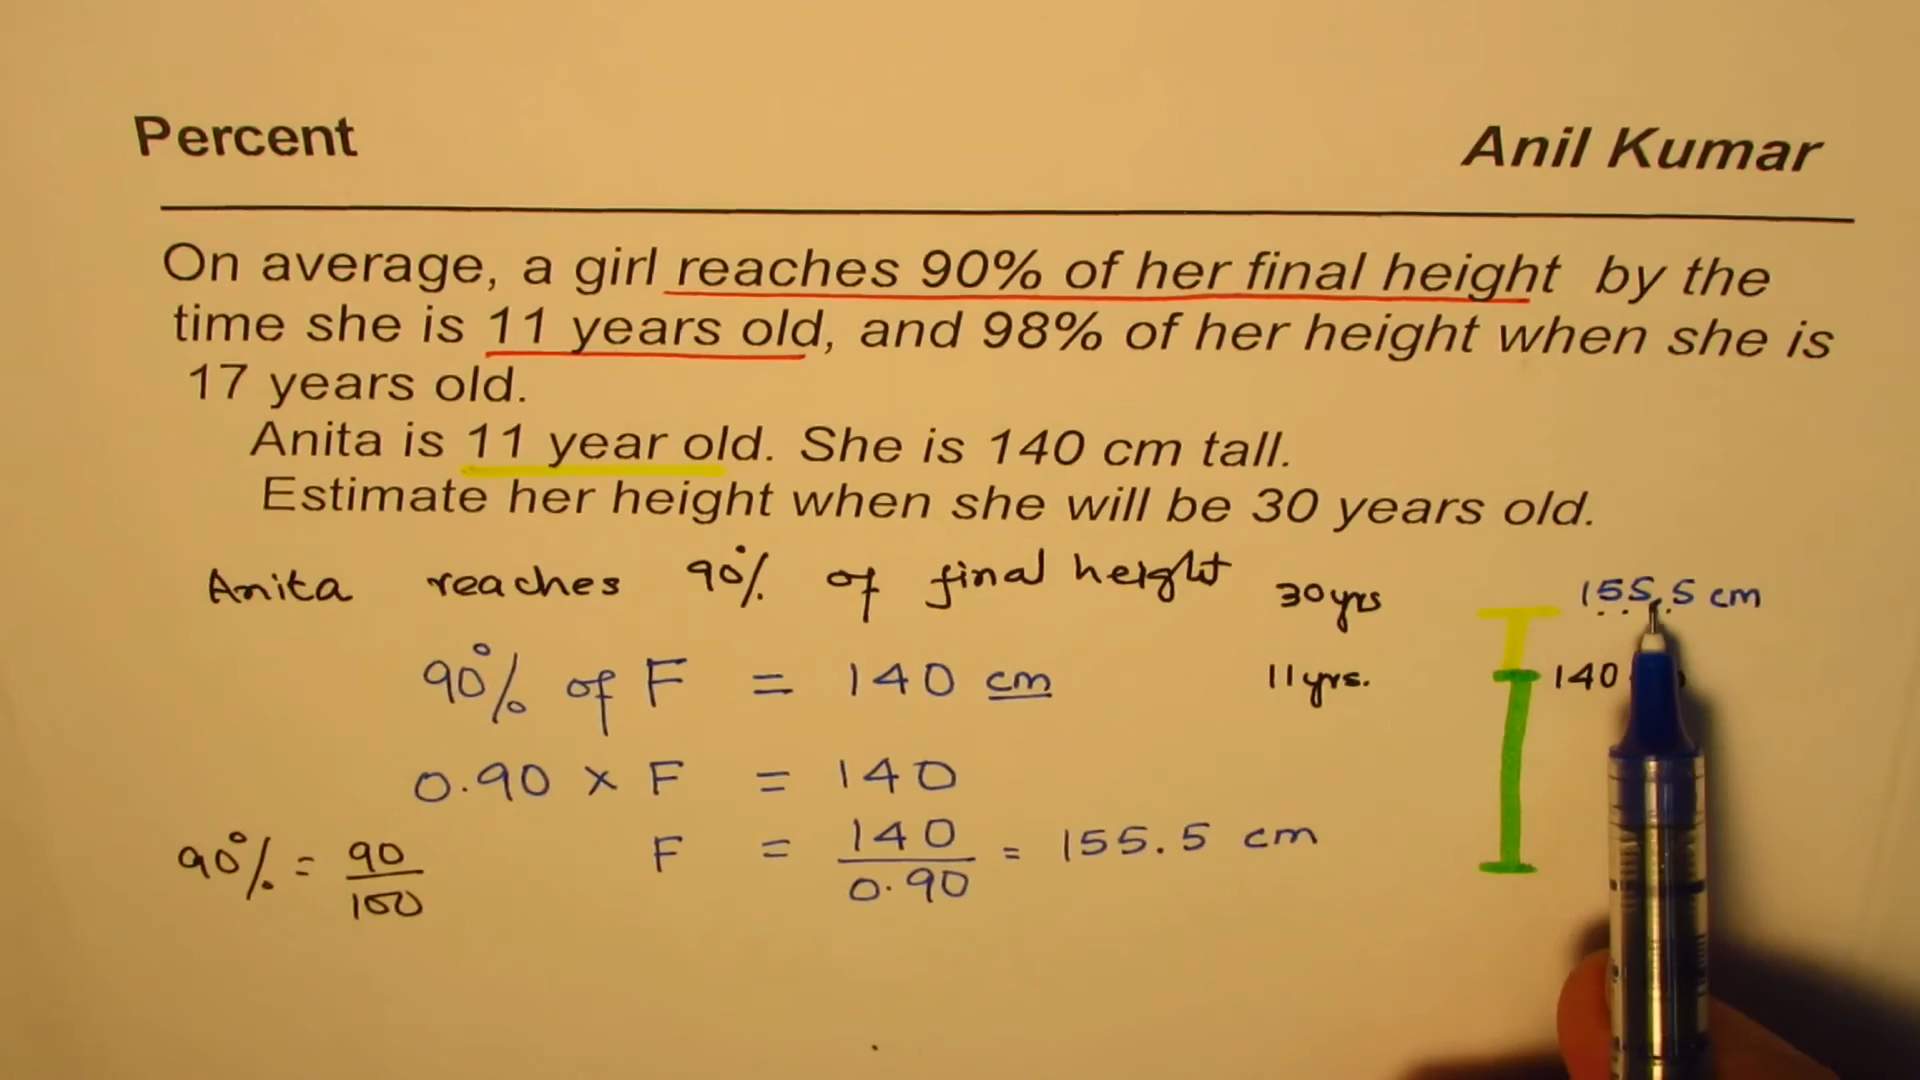 Percent
Anil Kumar
On average, a girl reaches 90% of her final height by the
time she is 11 years old, and 98% of her height when she is
17 years old.
Anita is 11 year old. She is 140 cm tall.
Estimate her height when she will be 30 years old.
Anita reaches 90% of final height
30yrs
155.5 cm
90% of F = 140 cm
11yrs.
140
0.90 x F = 140
F = 140/0.90 = 155.5 cm
90% = 90/100